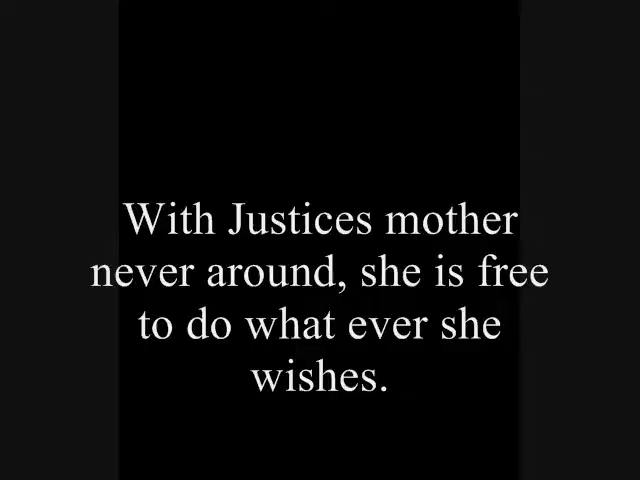 With Justices mother
never around, she is free
to do what ever she
wishes.